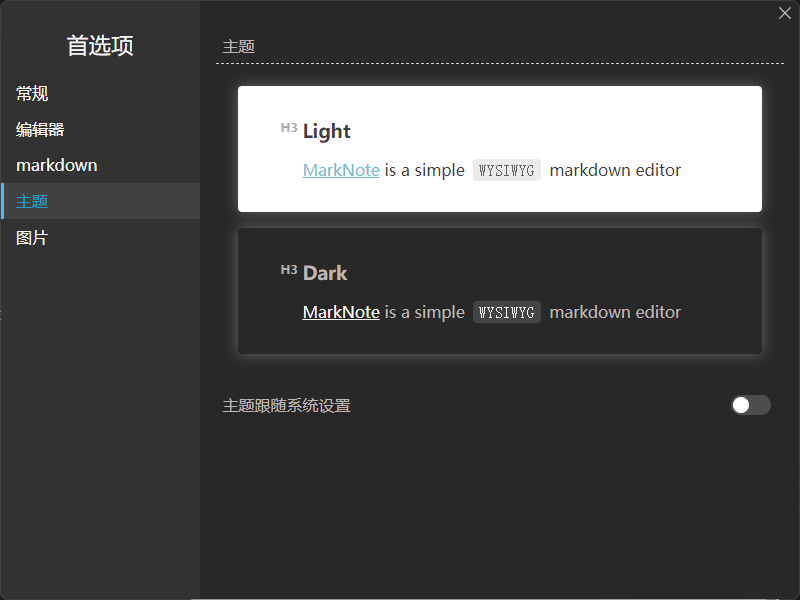 首选项
常规
编辑器
markdown
主题
图片
主题
H3 Light
MarkNote is a simple WYSIWYG markdown editor
H3 Dark
MarkNote is a simple WYSIWYG markdown editor
主题跟随系统设置